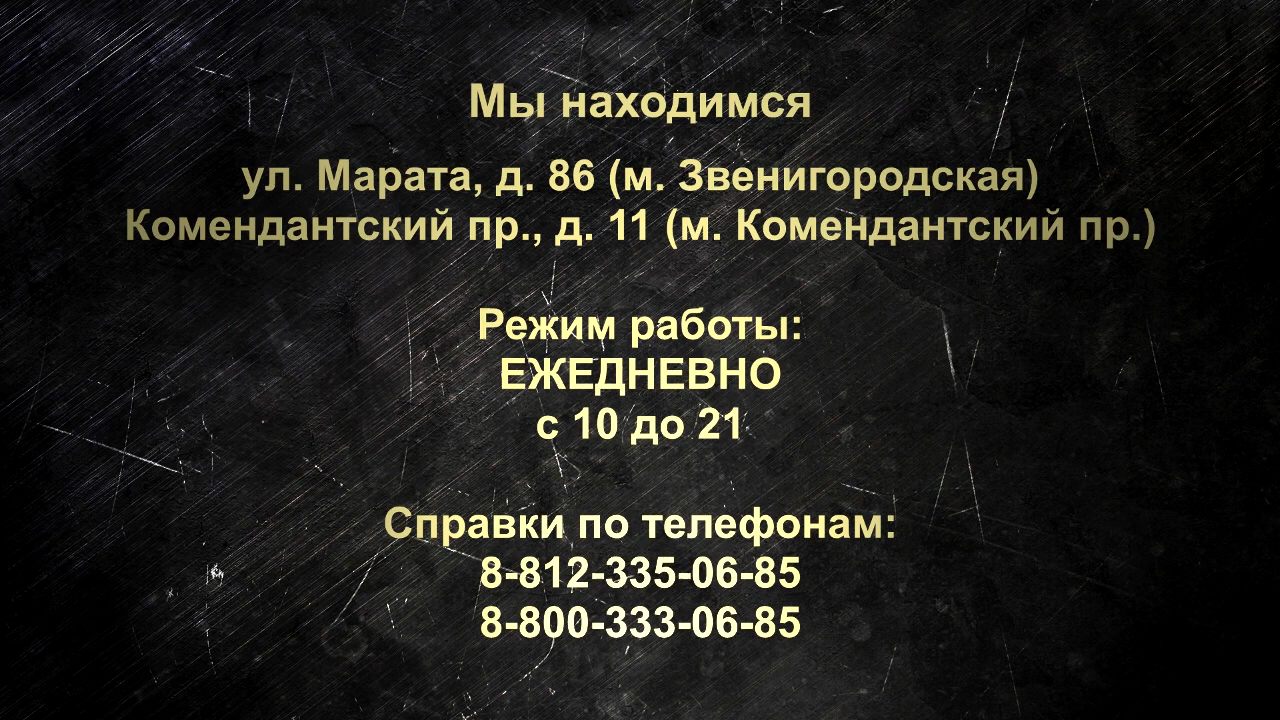 Мы находимся
ул. Марата, д. 86 (м. Звенигородская)
Комендантский пр., д. 11 (м. Комендантский пр.)
Режим работы:
ЕЖЕДНЕВНО
с 10 до 21
Справки по телефонам:
8-812-335-06-85
8-800-333-06-85